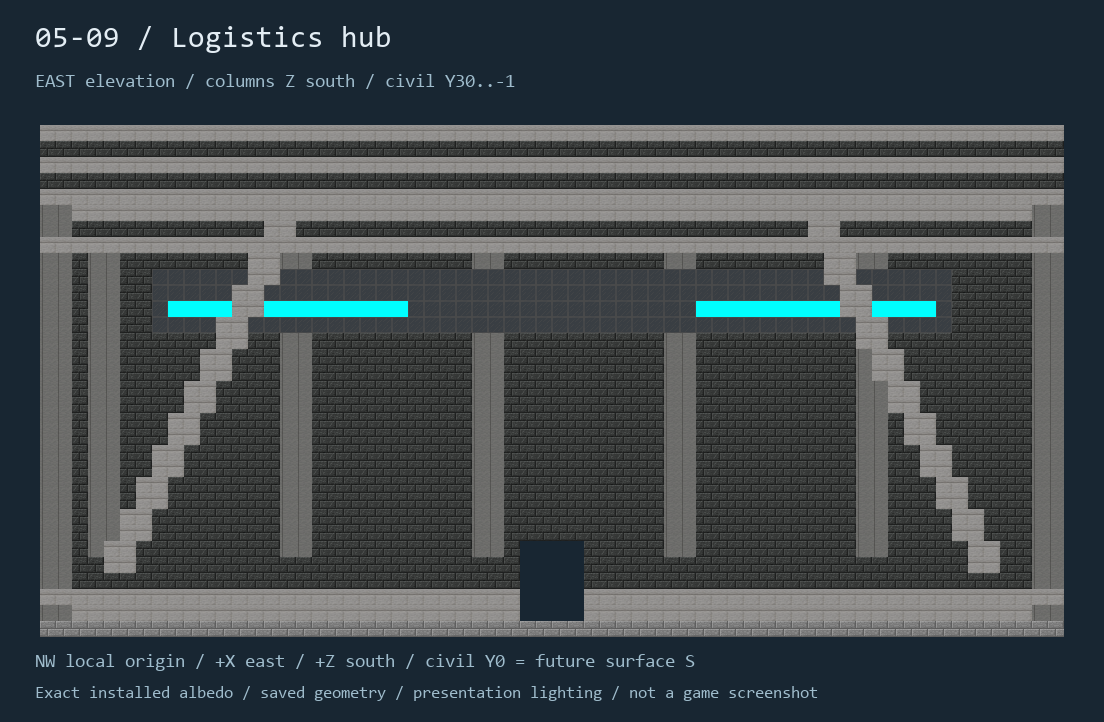 05-09 / Logistics hub
EAST elevation / columns Z south / civil Y30..-1
NW local origin / +X east / +Z south / civil Y0 = future surface S
Exact installed albedo / saved geometry / presentation lighting / not a game screenshot